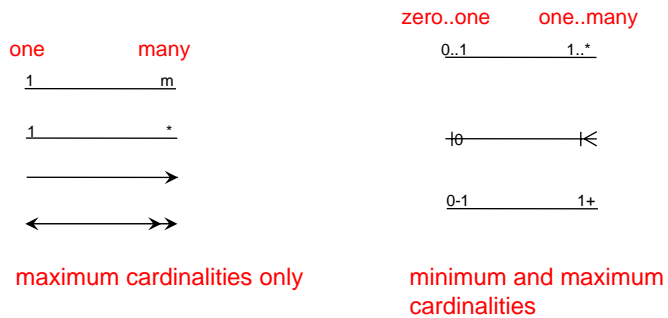 one many
1 m
1 *
maximum cardinalities only
zero..one one..many
0..1 1..*
0
0-1 1+
minimum and maximum
cardinalities